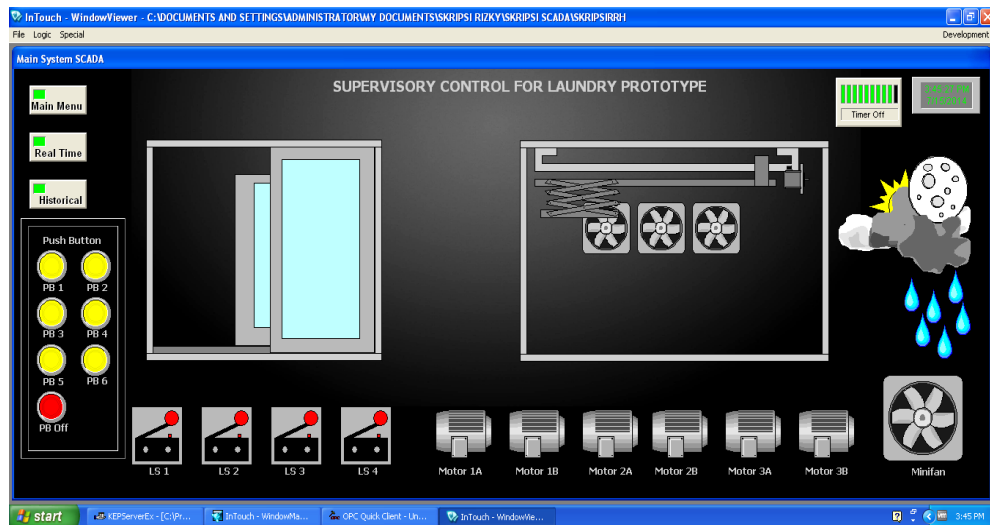 InTouch - WindowViewer - C:\DOCUMENTS AND SETTINGS\ADMINISTRATOR\MY DOCUMENTS\SKRIPSI RIZKY\SKRIPSI SCADA\SKRIPSIRRH
File Logic Special Development
Main System SCADA
SUPERVISORY CONTROL FOR LAUNDRY PROTOTYPE
Main Menu
Timer Off
Real Time
Historical
Push Button
PB 1 PB 2
PB 3 PB 4
PB 5 PB 6
PB Off
LS 1 LS 2 LS 3 LS 4 Motor 1A Motor 1B Motor 2A Motor 2B Motor 3A Motor 3B Minifan
start KEPServerEx - [C:\Pr... InTouch - WindowMa... OPC Quick Client - Un... InTouch - WindowVie... 3:45 PM